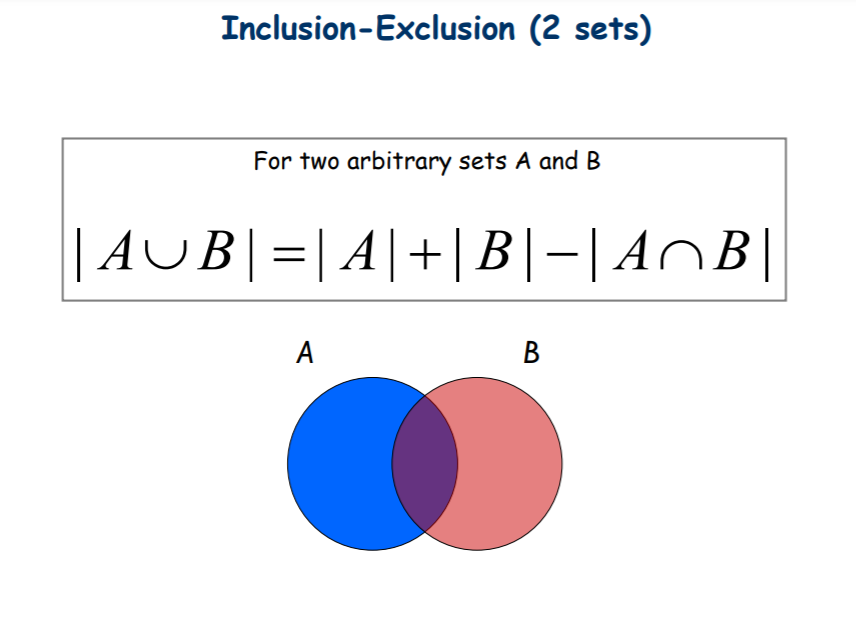 Inclusion-Exclusion (2 sets)
For two arbitrary sets A and B
| A ∪ B | = | A | + | B | − | A ∩ B |
A B